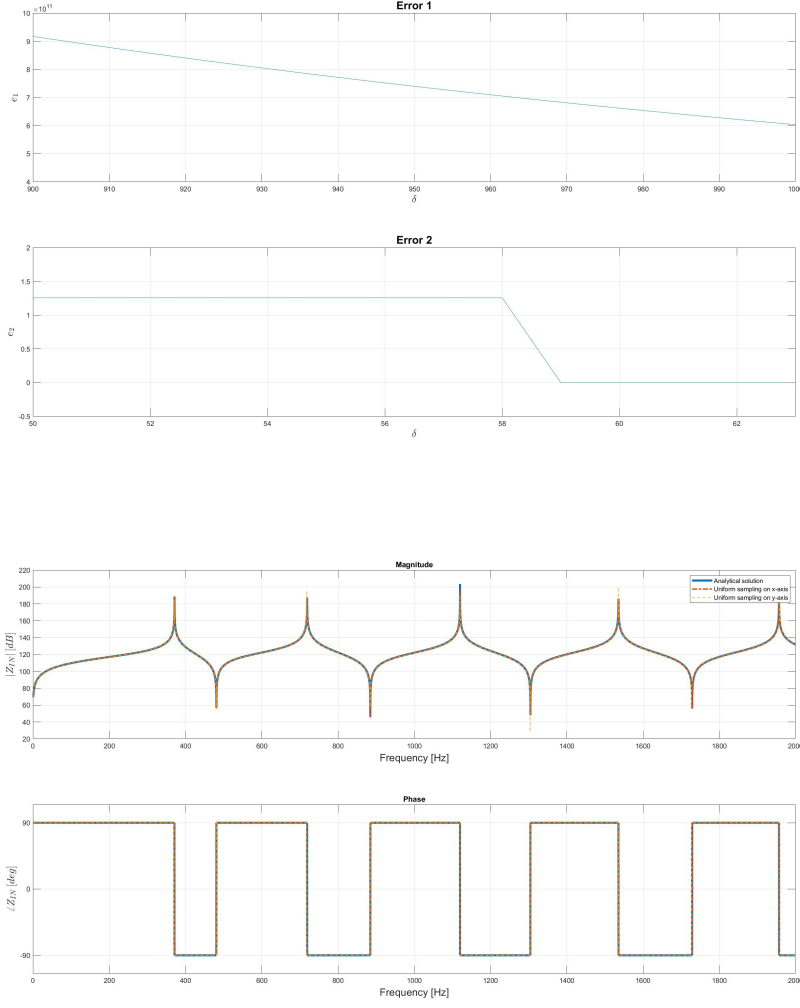 Error 1
×10¹¹
10
9
8
7
6
5
4
e₁
900 910 920 930 940 950 960 970 980 990 1000
δ
Error 2
2
1.5
1
0.5
0
-0.5
e₂
50 52 54 56 58 60 62
δ
Magnitude
220
200
180
160
140
120
100
80
60
40
20
|Z_IN| [dB]
Analytical solution
Uniform sampling on x-axis
Uniform sampling on y-axis
0 200 400 600 800 1000 1200 1400 1600 1800 2000
Frequency [Hz]
Phase
90
0
-90
∠Z_IN [deg]
0 200 400 600 800 1000 1200 1400 1600 1800 2000
Frequency [Hz]